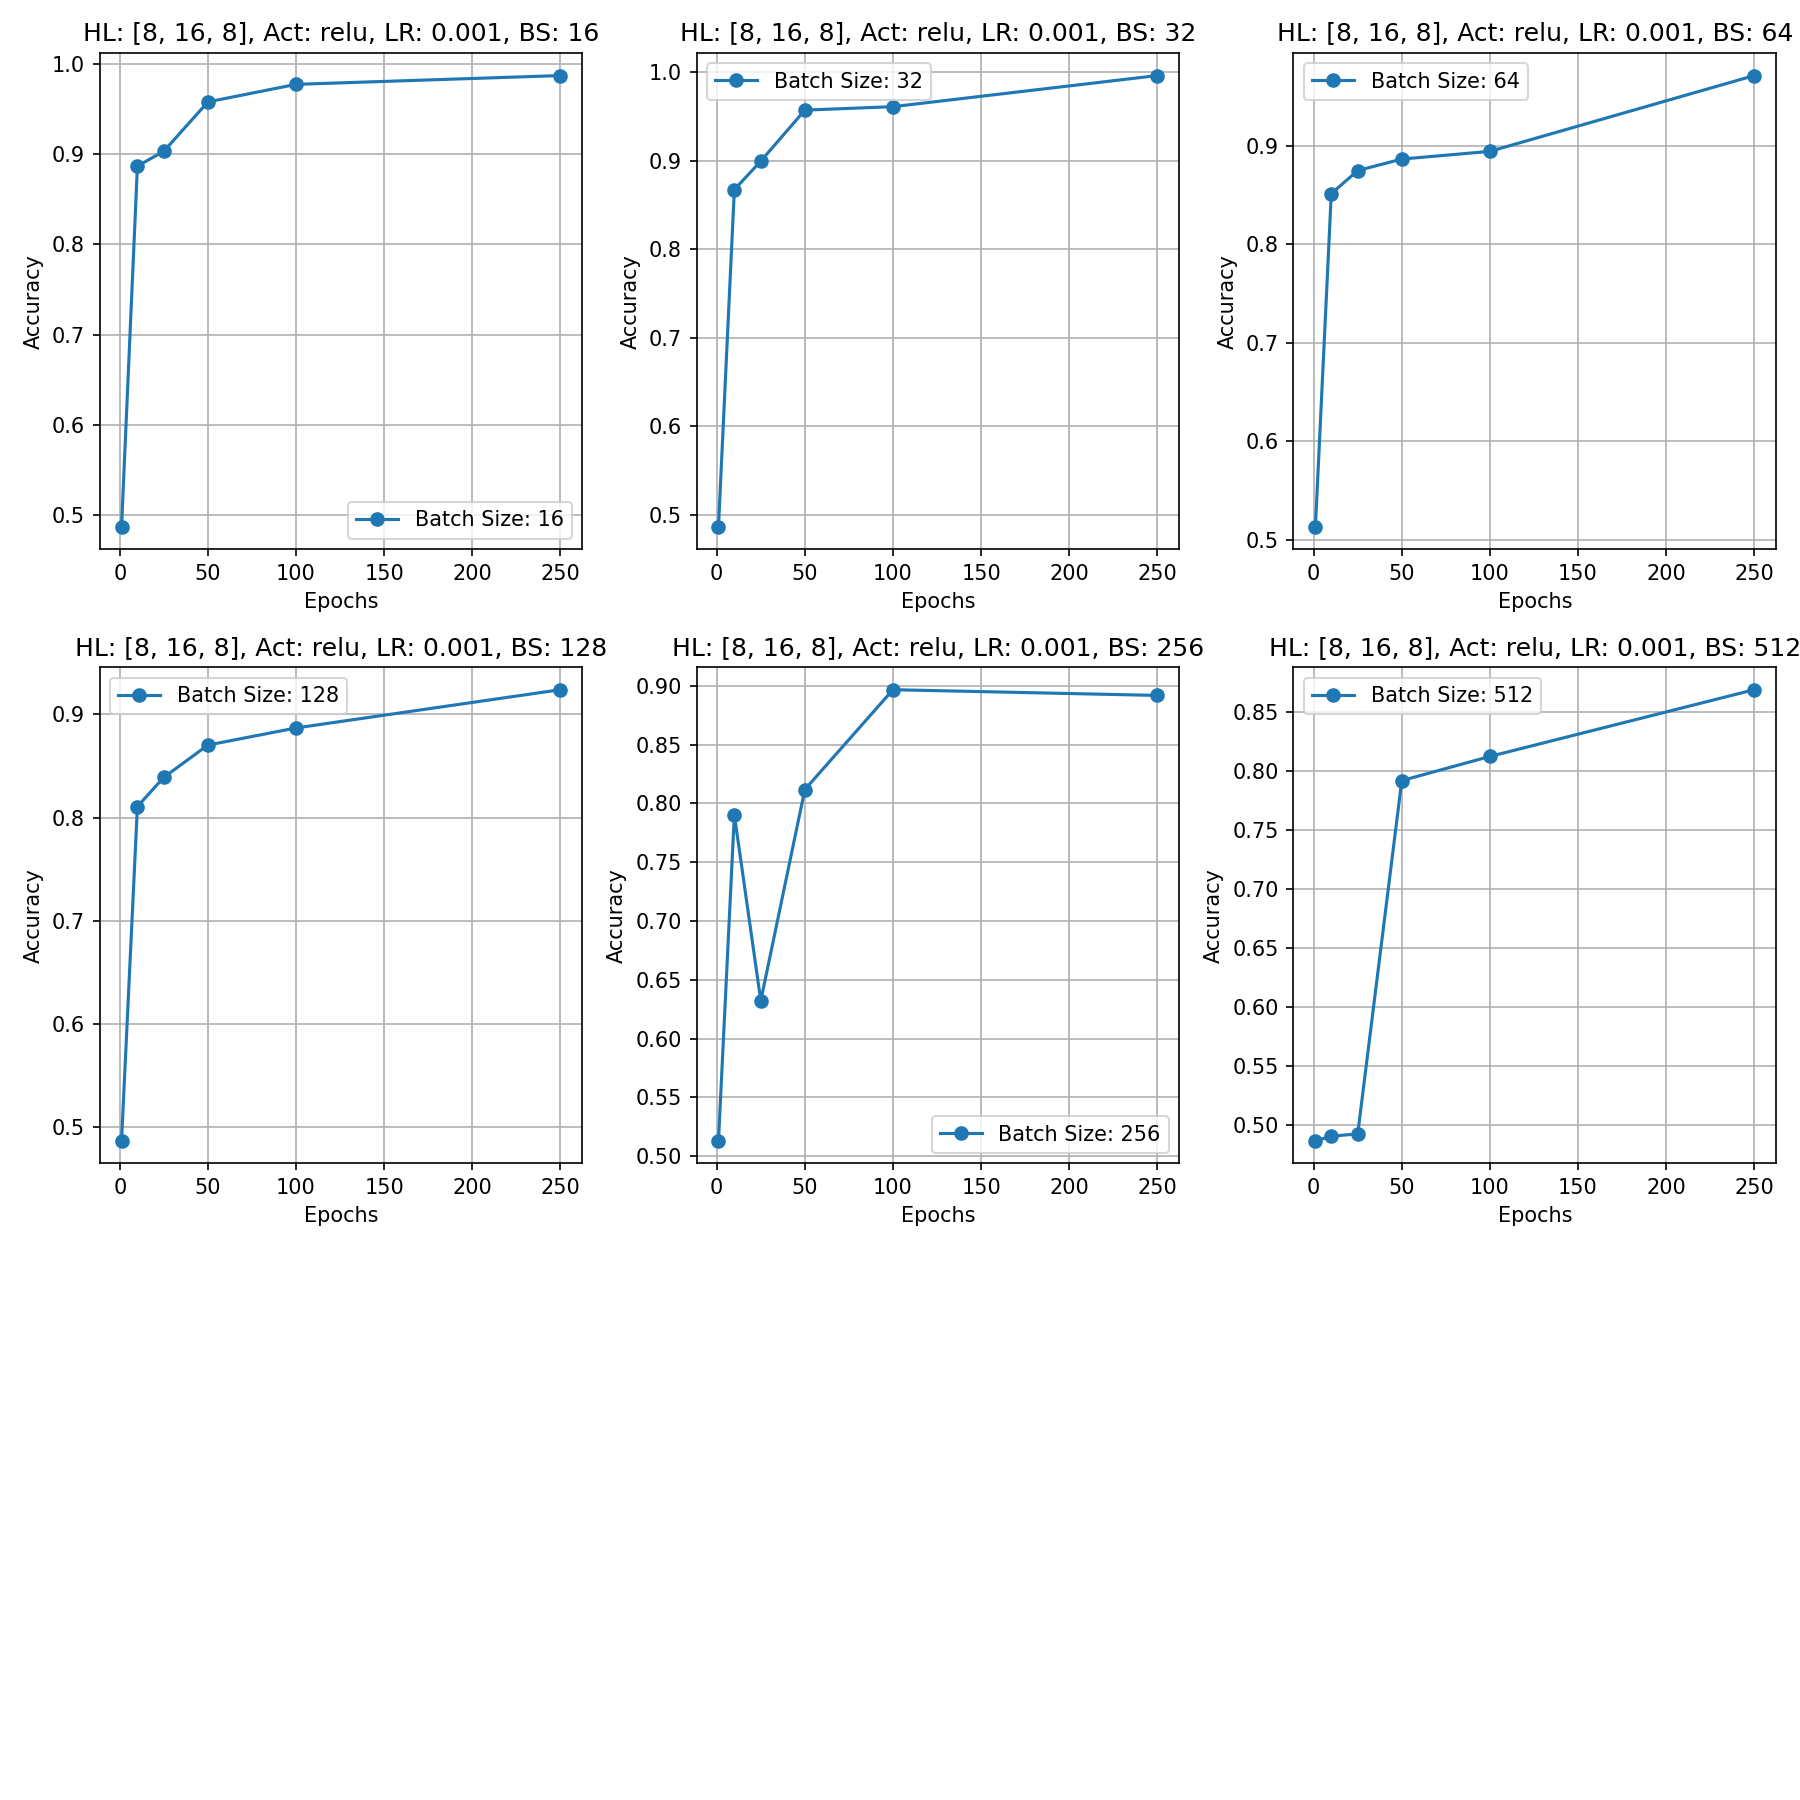 HL: [8, 16, 8], Act: relu, LR: 0.001, BS: 16
1.0
0.9
0.8
0.7
0.6
0.5
Accuracy
Batch Size: 16
0 50 100 150 200 250
Epochs
HL: [8, 16, 8], Act: relu, LR: 0.001, BS: 32
Batch Size: 32
1.0
0.9
0.8
0.7
0.6
0.5
Accuracy
0 50 100 150 200 250
Epochs
HL: [8, 16, 8], Act: relu, LR: 0.001, BS: 64
Batch Size: 64
0.9
0.8
0.7
0.6
0.5
Accuracy
0 50 100 150 200 250
Epochs
HL: [8, 16, 8], Act: relu, LR: 0.001, BS: 128
Batch Size: 128
0.9
0.8
0.7
0.6
0.5
Accuracy
0 50 100 150 200 250
Epochs
HL: [8, 16, 8], Act: relu, LR: 0.001, BS: 256
0.90
0.85
0.80
0.75
0.70
0.65
0.60
0.55
0.50
Accuracy
Batch Size: 256
0 50 100 150 200 250
Epochs
HL: [8, 16, 8], Act: relu, LR: 0.001, BS: 512
Batch Size: 512
0.85
0.80
0.75
0.70
0.65
0.60
0.55
0.50
Accuracy
0 50 100 150 200 250
Epochs